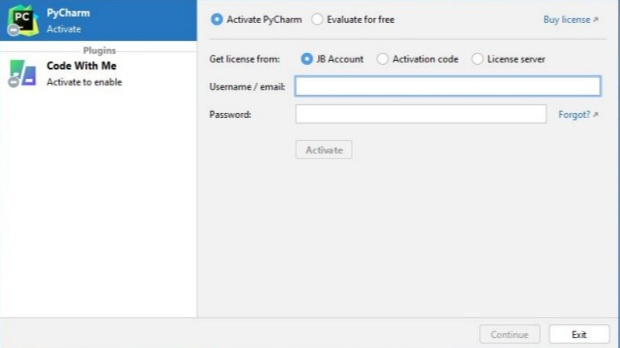 PC PyCharm
Activate
Plugins
Code With Me
Activate to enable
Activate PyCharm Evaluate for free Buy license
Get license from: JB Account Activation code License server
Username / email:
Password: Forgot?
Activate
Continue Exit